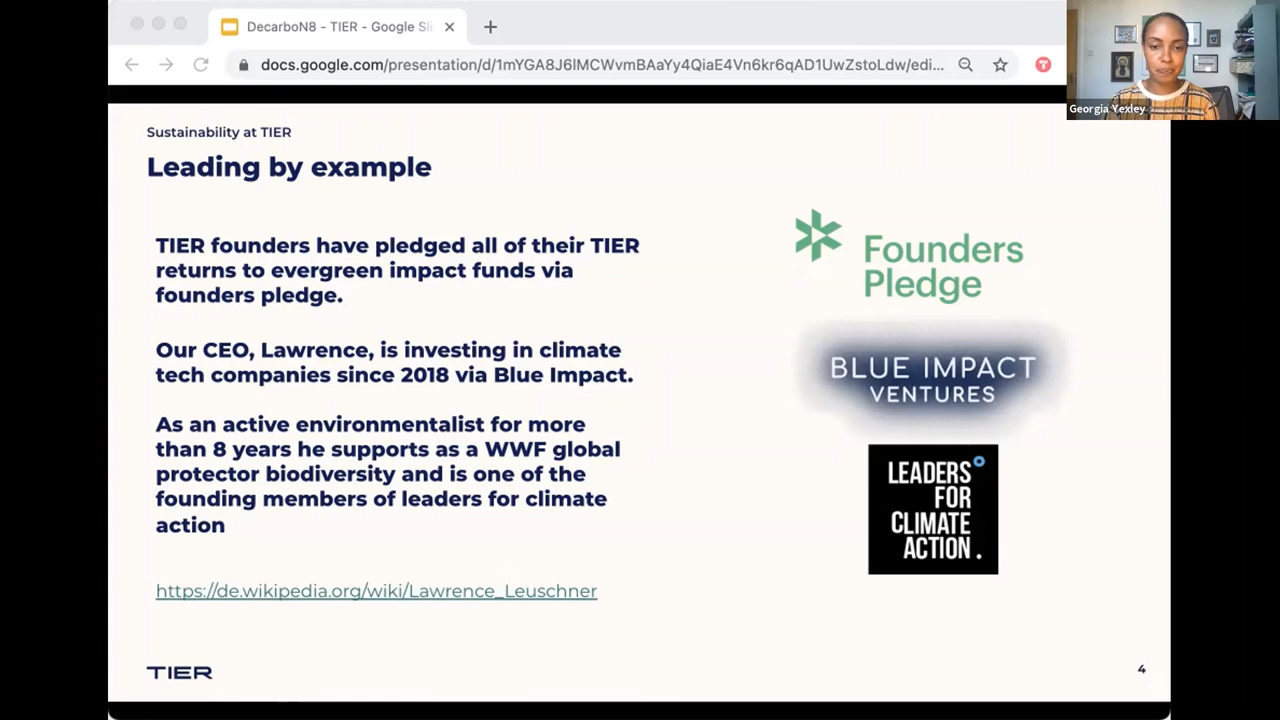 DecarboN8 - TIER - Google Sli
docs.google.com/presentation/d/1mYGA8J6lMCWvmBAaYy4QiaE4Vn6kr6qAD1UwZstoLdw/edi...
Georgia Yexley
Sustainability at TIER
Leading by example
TIER founders have pledged all of their TIER
returns to evergreen impact funds via
founders pledge.
Our CEO, Lawrence, is investing in climate
tech companies since 2018 via Blue Impact.
As an active environmentalist for more
than 8 years he supports as a WWF global
protector biodiversity and is one of the
founding members of leaders for climate
action
https://de.wikipedia.org/wiki/Lawrence_Leuschner
Founders
Pledge
BLUE IMPACT
VENTURES
LEADERS
FOR
CLIMATE
ACTION.
TIER
4